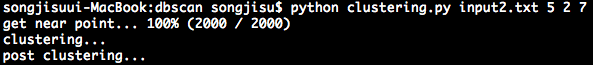 songjisuui-MacBook:dbscan songjisu$ python clustering.py input2.txt 5 2 7
get near point... 100% (2000 / 2000)
clustering...
post clustering...